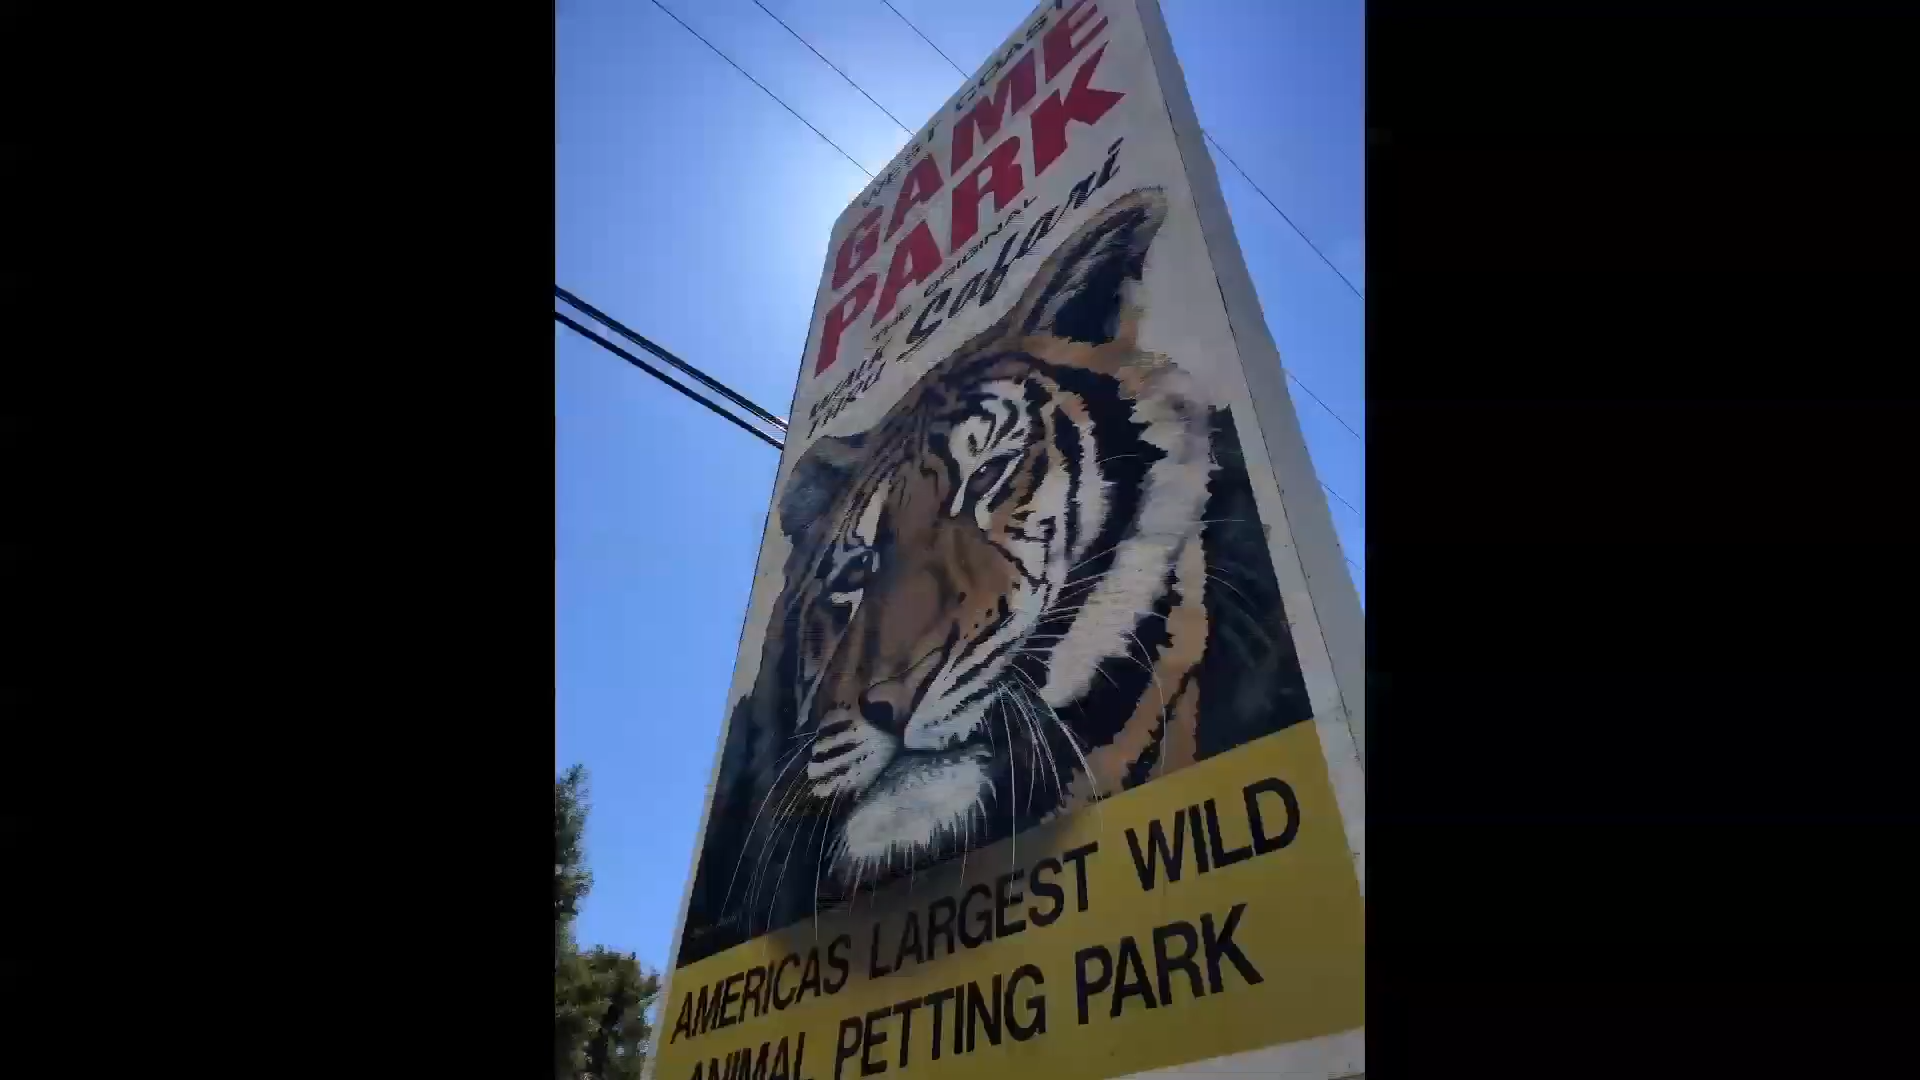 WEST COAST
GAME
PARK
THE ORIGINAL
WALK
THRU Safari
AMERICAS LARGEST WILD
ANIMAL PETTING PARK